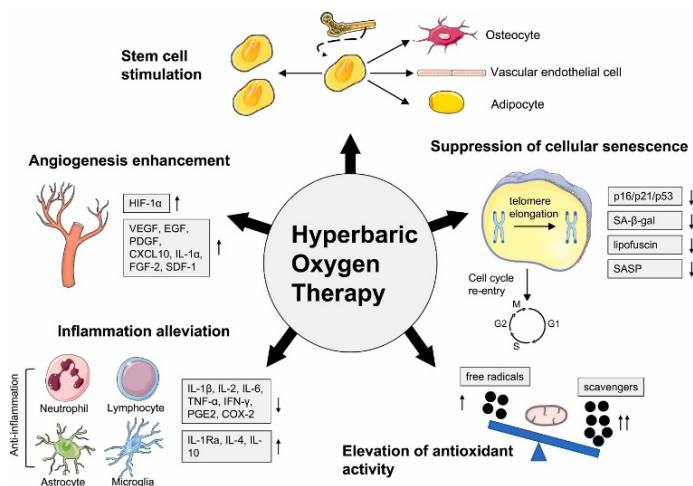 Stem cell
stimulation
Osteocyte
Vascular endothelial cell
Adipocyte
Angiogenesis enhancement
HIF-1α
VEGF, EGF,
PDGF,
CXCL10, IL-1α,
FGF-2, SDF-1
Suppression of cellular senescence
telomere
elongation
p16/p21/p53
SA-β-gal
lipofuscin
SASP
Cell cycle
re-entry
M
G2
G1
S
Hyperbaric
Oxygen
Therapy
Inflammation alleviation
Anti-inflammation
Neutrophil
Lymphocyte
Astrocyte
Microglia
IL-1β, IL-2, IL-6,
TNF-α, IFN-γ,
PGE2, COX-2
IL-1Ra, IL-4, IL-
10
free radicals
scavengers
Elevation of antioxidant
activity